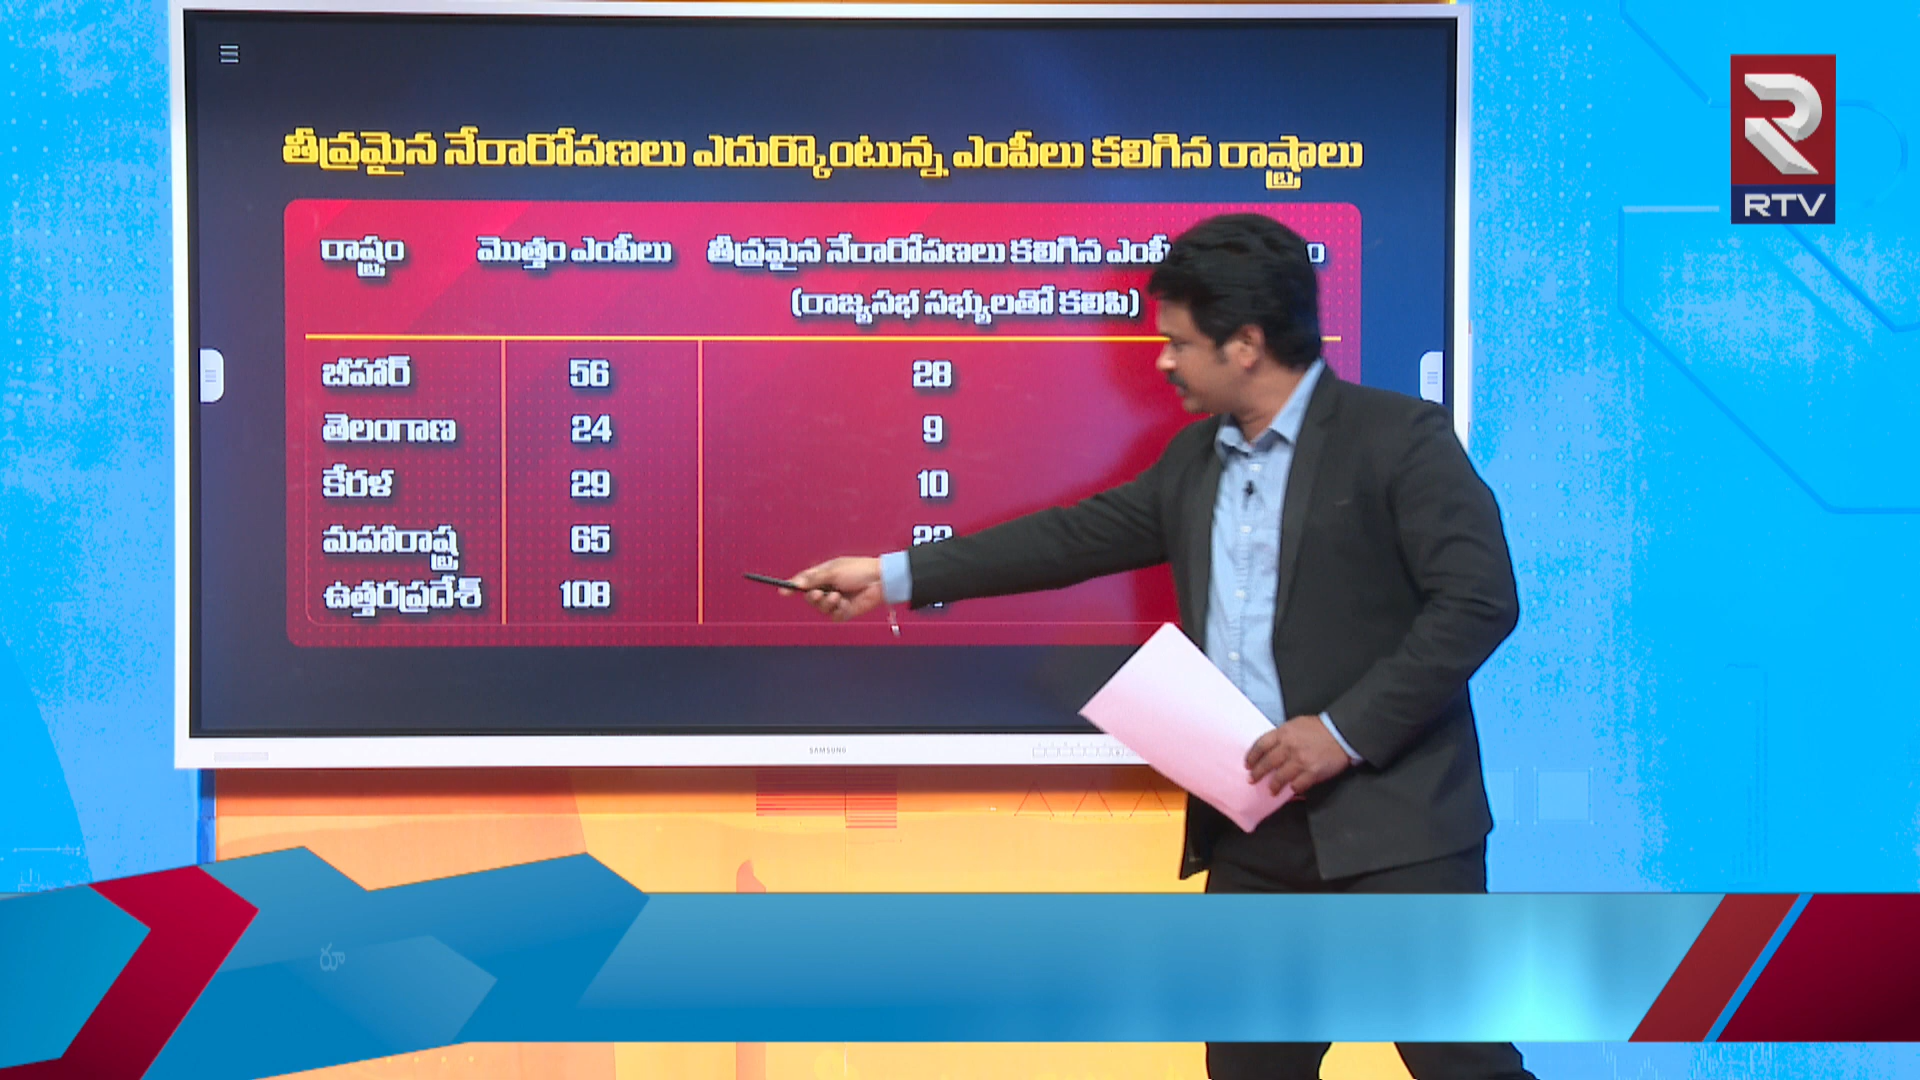 తీవ్రమైన నేరారోపణలు ఎదుర్కొంటున్న ఎంపీలు కలిగిన రాష్ట్రాలు
రాష్ట్రం మొత్తం ఎంపీలు తీవ్రమైన నేరారోపణలు కలిగిన
(రాజ్యసభ సభ్యులతో కలిపి)
బీహార్ 56 28
తెలంగాణ 24 9
కేరళ 29 10
మహారాష్ట్ర 65
ఉత్తరప్రదేశ్ 108
SAMSUNG
RTV